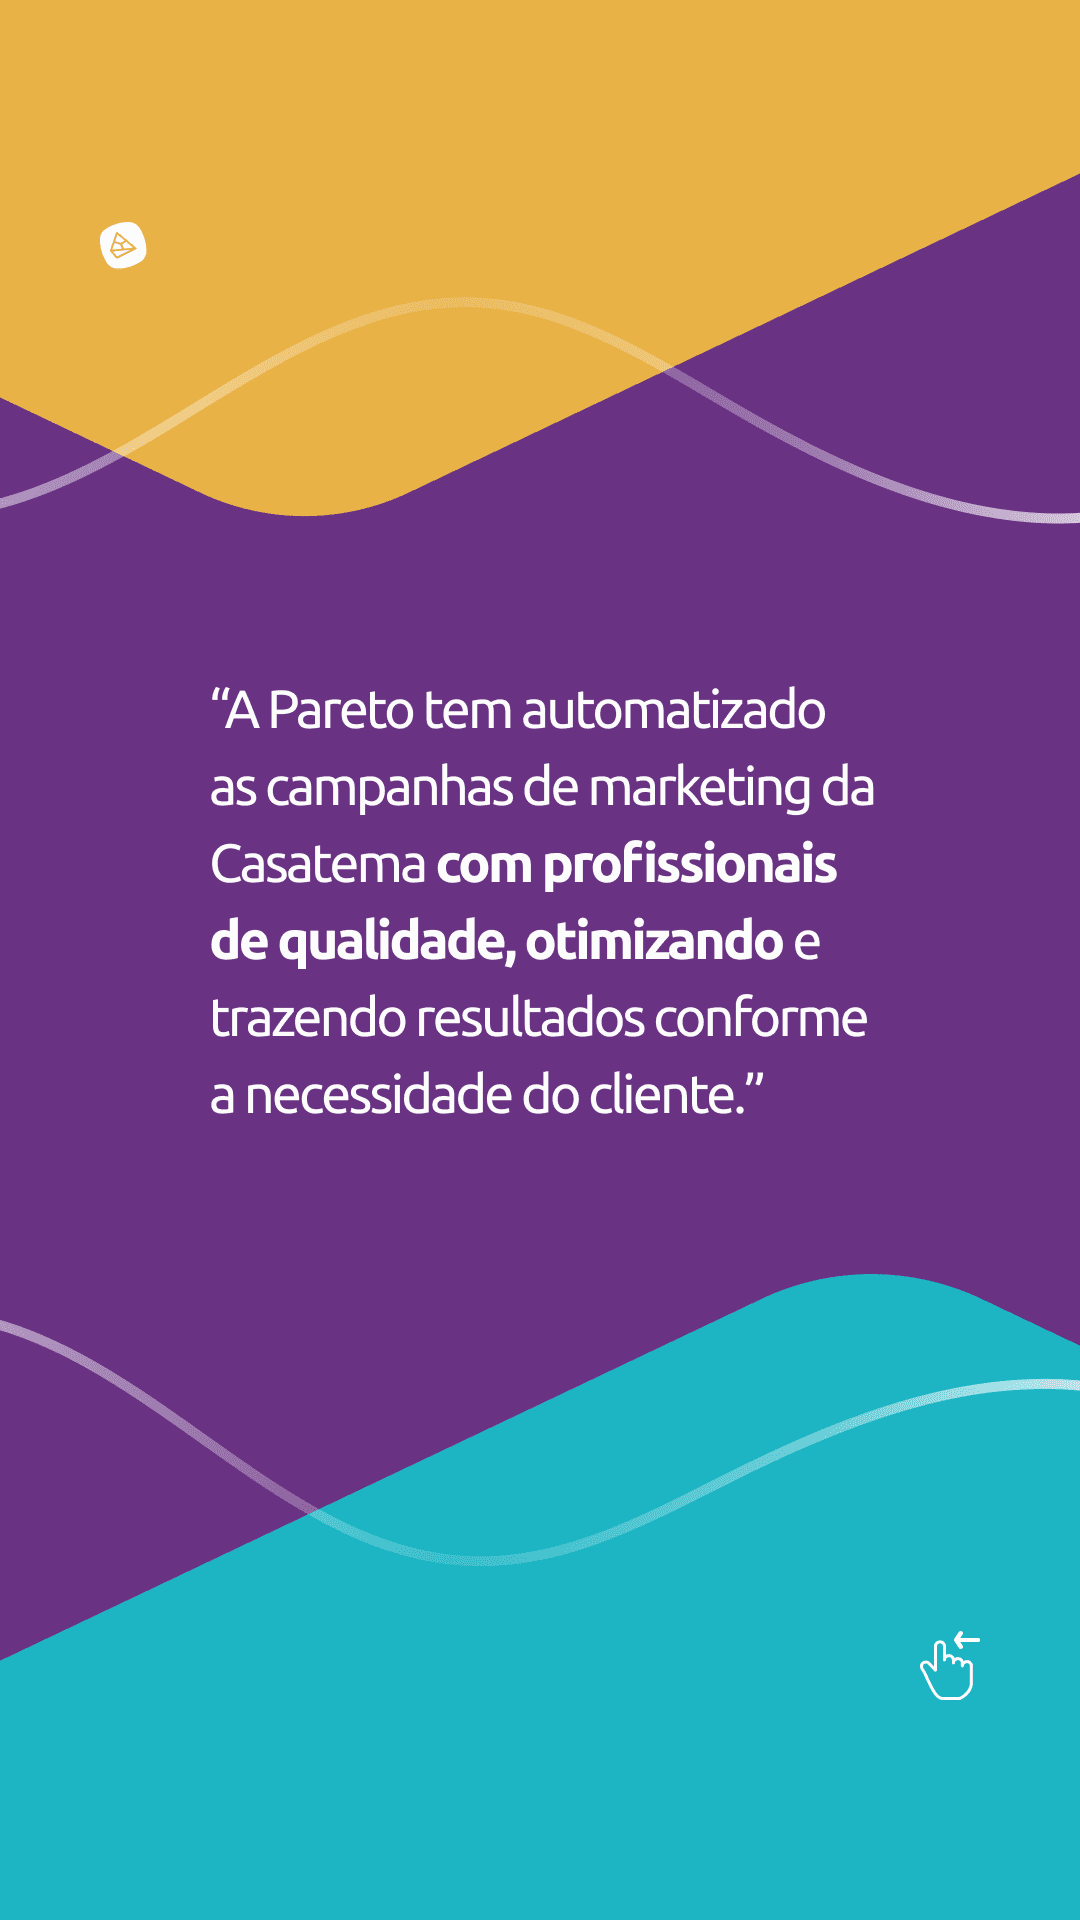 “A Pareto tem automatizado
as campanhas de marketing da
Casatema com profissionais
de qualidade, otimizando e
trazendo resultados conforme
a necessidade do cliente.”